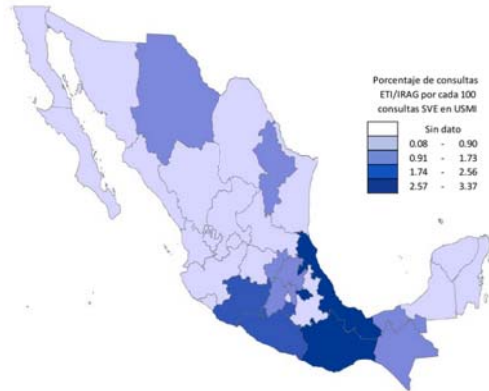 Porcentaje de consultas
ETI/IRAG por cada 100
consultas SVE en USMI
Sin dato
0.08 - 0.90
0.91 - 1.73
1.74 - 2.56
2.57 - 3.37